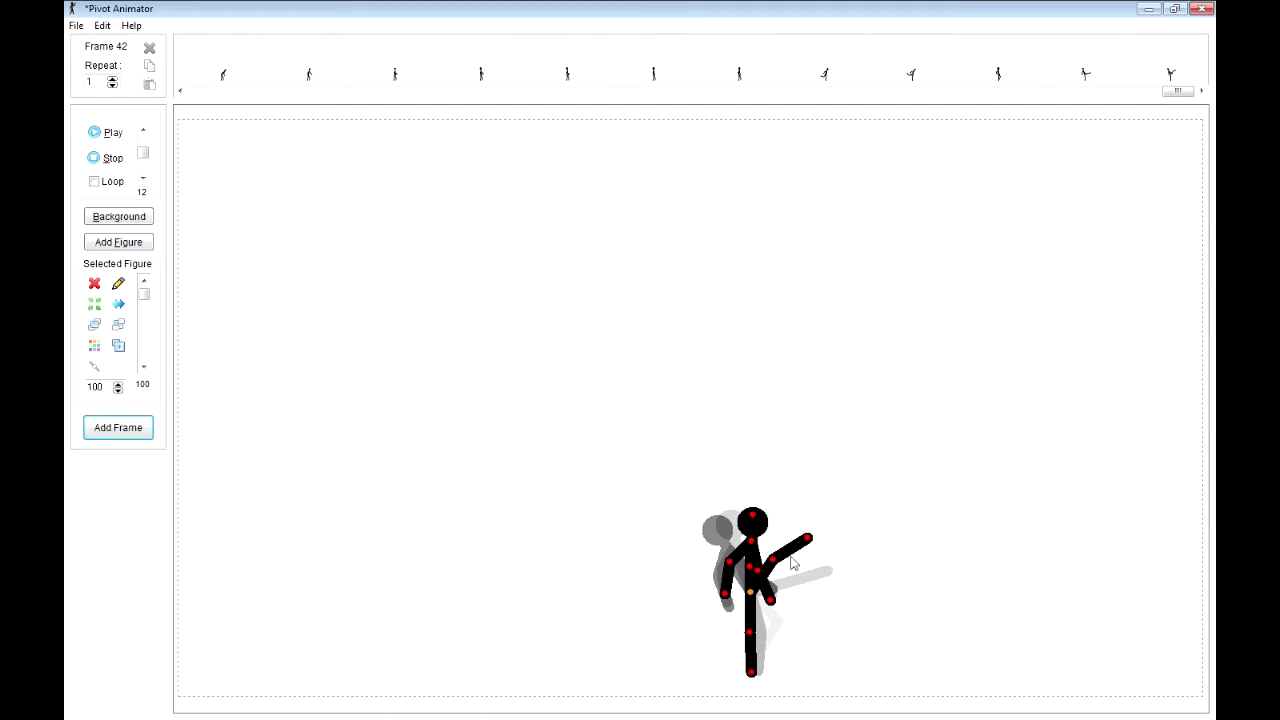 *Pivot Animator
File Edit Help
Frame 42
Repeat:
1
Play
Stop
Loop
12
Background
Add Figure
Selected Figure
100
100
Add Frame